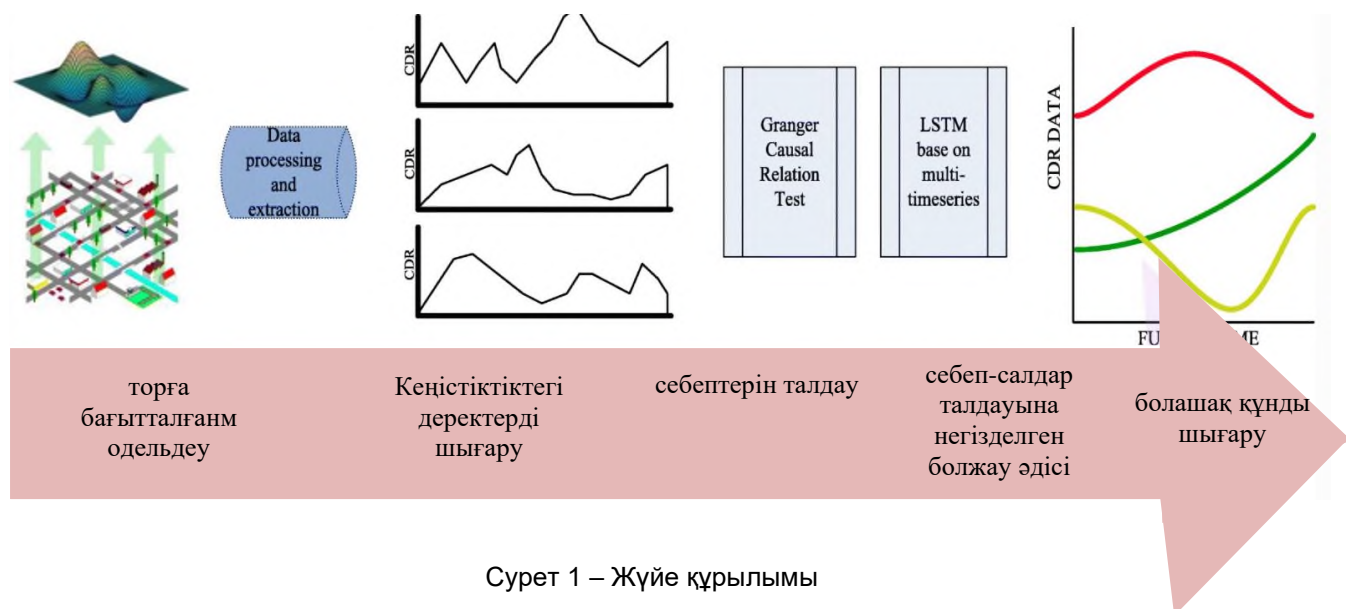 CDR
CDR
CDR
Data
processing
and
extraction
Granger
Causal
Relation
Test
LSTM
base on
multi-
timeseries
CDR DATA
FU
ME
торға
бағытталғанм
одельдеу
Кеңістіктіктегі
деректерді
шығару
себептерін талдау
себеп-салдар
талдауына
негізделген
болжау әдісі
болашақ құнды
шығару
Сурет 1 – Жүйе құрылымы